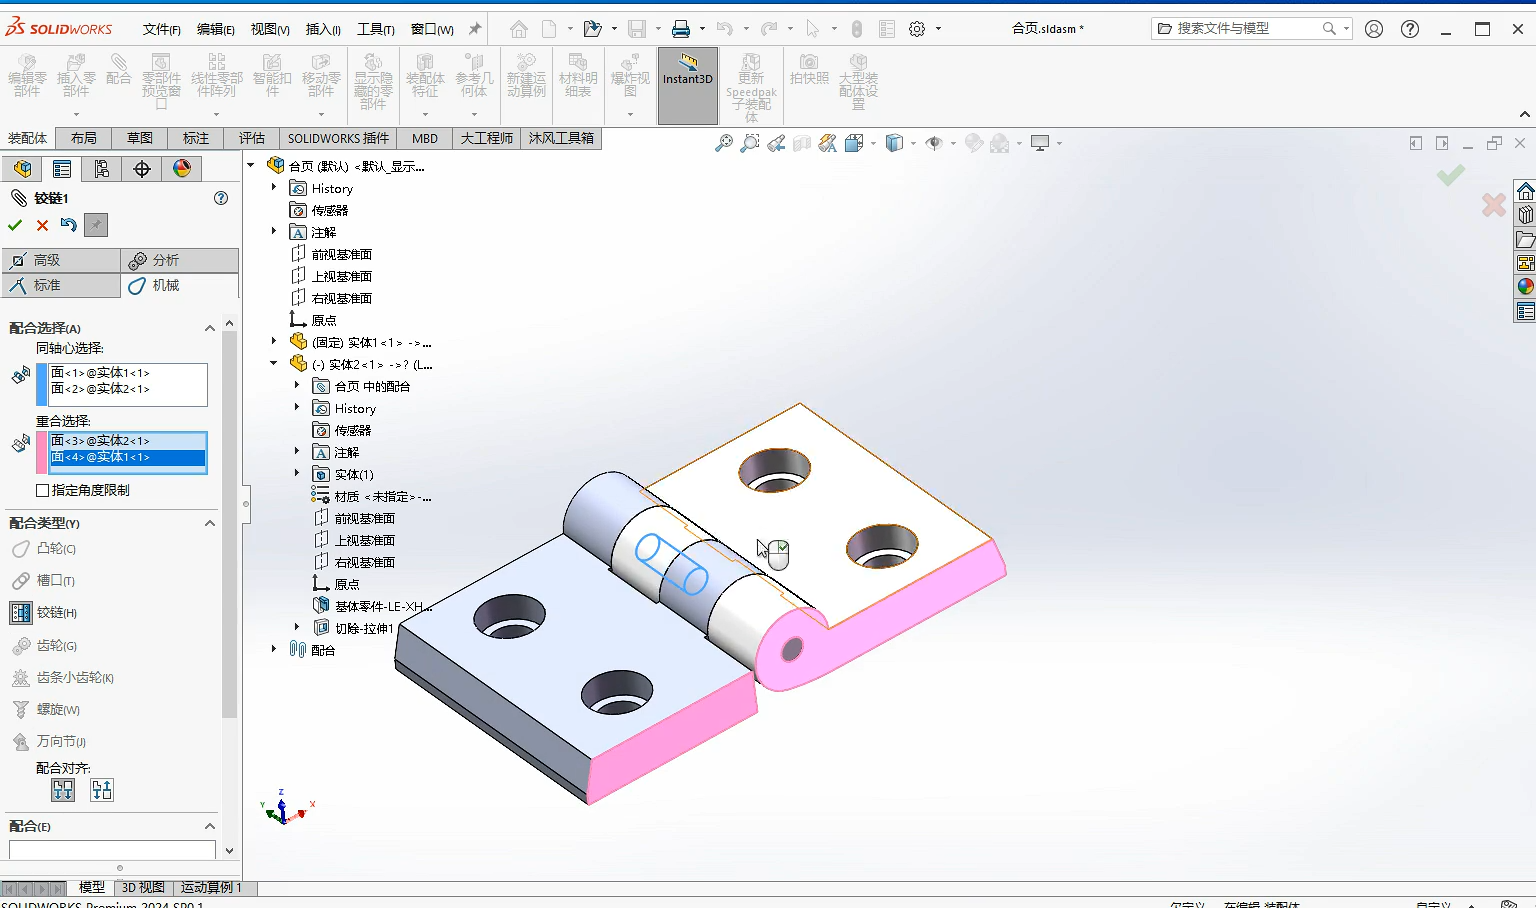 SOLIDWORKS
文件(F) 编辑(E) 视图(V) 插入(I) 工具(T) 窗口(W)
合页.sldasm *
搜索文件与模型
编辑零部件
插入零部件
配合
零部件预览窗口
线性零部件阵列
智能扣件
移动零部件
显示隐藏的零部件
装配体特征
参考几何体
新建运动算例
材料明细表
爆炸视图
Instant3D
更新Speedpak子装配体
拍快照
大型装配体设置
装配体 布局 草图 标注 评估 SOLIDWORKS 插件 MBD 大工程师 沐风工具箱
铰链1
高级 分析
标准 机械
配合选择(A)
同轴心选择:
面<1>@实体1<1>
面<2>@实体2<1>
重合选择:
面<3>@实体2<1>
面<4>@实体1<1>
指定角度限制
配合类型(Y)
凸轮(C)
槽口(T)
铰链(H)
齿轮(G)
齿条小齿轮(K)
螺旋(W)
万向节(J)
配合对齐:
配合(E)
合页 (默认) <默认_显示...
History
传感器
注解
前视基准面
上视基准面
右视基准面
原点
(固定) 实体1<1> ->...
(-) 实体2<1> ->? (L...
合页 中的配合
History
传感器
注解
实体(1)
材质 <未指定>-...
前视基准面
上视基准面
右视基准面
原点
基体零件-LE-XH...
切除-拉伸1
配合
Z
Y
X
模型 3D 视图 运动算例 1
SOLIDWORKS Premium 2024 SP0.1
欠定义 在编辑 装配体 自定义